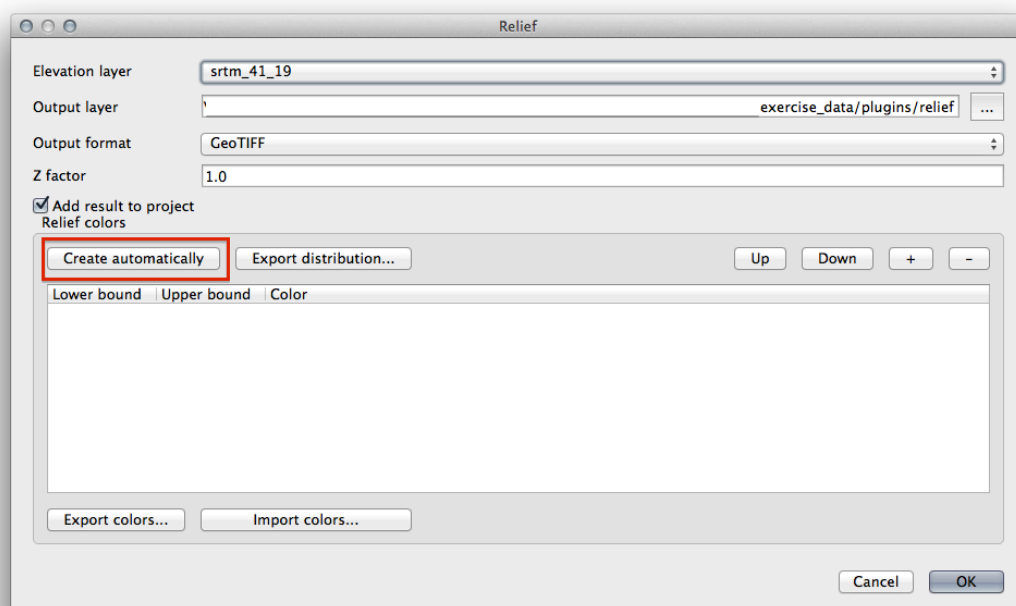 Relief
Elevation layer srtm_41_19
Output layer exercise_data/plugins/relief ...
Output format GeoTIFF
Z factor 1.0
Add result to project
Relief colors
Create automatically Export distribution... Up Down + -
Lower bound Upper bound Color
Export colors... Import colors...
Cancel OK